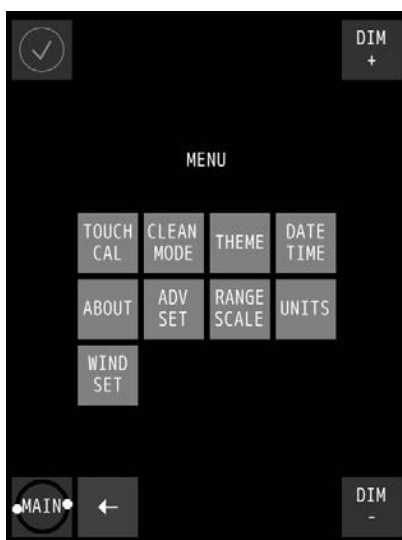 DIM
+
MENU
TOUCH
CAL
CLEAN
MODE
THEME
DATE
TIME
ABOUT
ADV
SET
RANGE
SCALE
UNITS
WIND
SET
MAIN
←
DIM
-